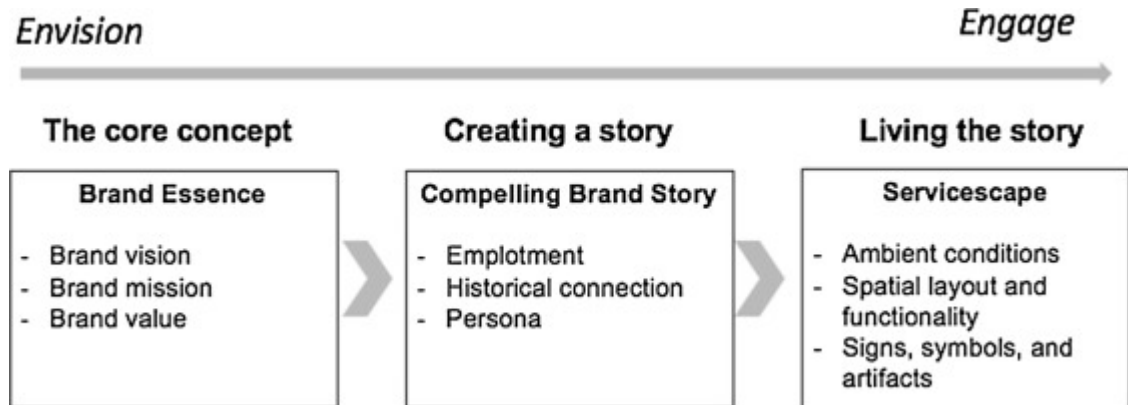 Envision
Engage
The core concept
Creating a story
Living the story
Brand Essence
- Brand vision
- Brand mission
- Brand value
Compelling Brand Story
- Emplotment
- Historical connection
- Persona
Servicescape
- Ambient conditions
- Spatial layout and
functionality
- Signs, symbols, and
artifacts